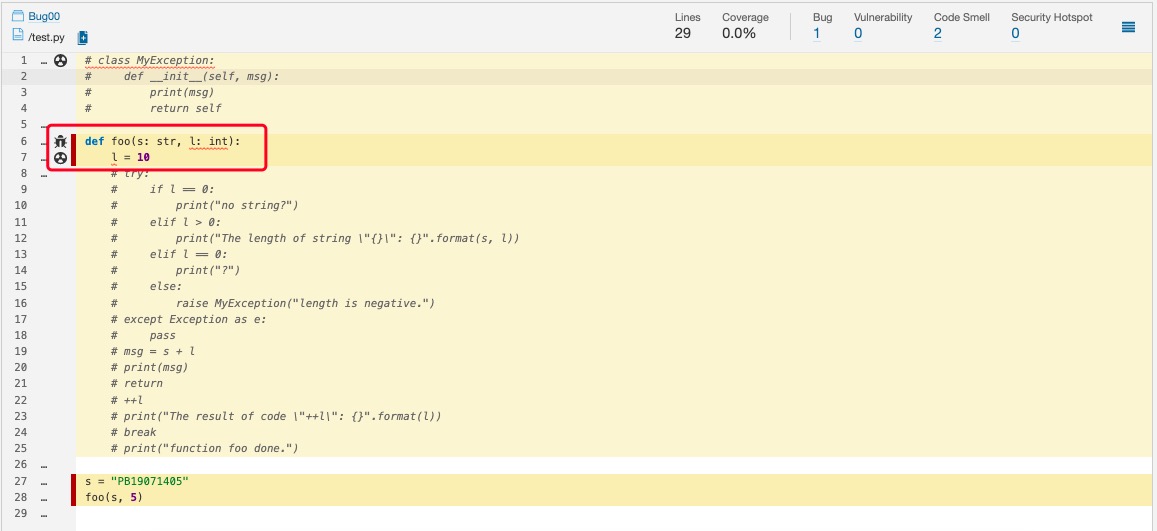 Bug00
/test.py
Lines Coverage Bug Vulnerability Code Smell Security Hotspot
29 0.0% 1 0 2 0
1 … # class MyException:
2 #     def __init__(self, msg):
3 #         print(msg)
4 #         return self
5 …
6 … def foo(s: str, l: int):
7 …     l = 10
8 …     # try:
9     #     if l == 0:
10     #         print("no string?")
11     #     elif l > 0:
12     #         print("The length of string \"{}\": {}".format(s, l))
13     #     elif l == 0:
14     #         print("?")
15     #     else:
16     #         raise MyException("length is negative.")
17     # except Exception as e:
18     #     pass
19     # msg = s + l
20     # print(msg)
21     # return
22     # ++l
23     # print("The result of code \"++l\": {}".format(l))
24     # break
25     # print("function foo done.")
26 …
27 … s = "PB19071405"
28 … foo(s, 5)
29 …